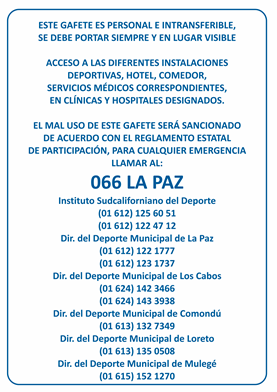 ESTE GAFETE ES PERSONAL E INTRANSFERIBLE,
SE DEBE PORTAR SIEMPRE Y EN LUGAR VISIBLE
ACCESO A LAS DIFERENTES INSTALACIONES
DEPORTIVAS, HOTEL, COMEDOR,
SERVICIOS MÉDICOS CORRESPONDIENTES,
EN CLÍNICAS Y HOSPITALES DESIGNADOS.
EL MAL USO DE ESTE GAFETE SERÁ SANCIONADO
DE ACUERDO CON EL REGLAMENTO ESTATAL
DE PARTICIPACIÓN, PARA CUALQUIER EMERGENCIA
LLAMAR AL:
066 LA PAZ
Instituto Sudcaliforniano del Deporte
(01 612) 125 60 51
(01 612) 122 47 12
Dir. del Deporte Municipal de La Paz
(01 612) 122 1777
(01 612) 123 1737
Dir. del Deporte Municipal de Los Cabos
(01 624) 142 3466
(01 624) 143 3938
Dir. del Deporte Municipal de Comondú
(01 613) 132 7349
Dir. del Deporte Municipal de Loreto
(01 613) 135 0508
Dir. del Deporte Municipal de Mulegé
(01 615) 152 1270